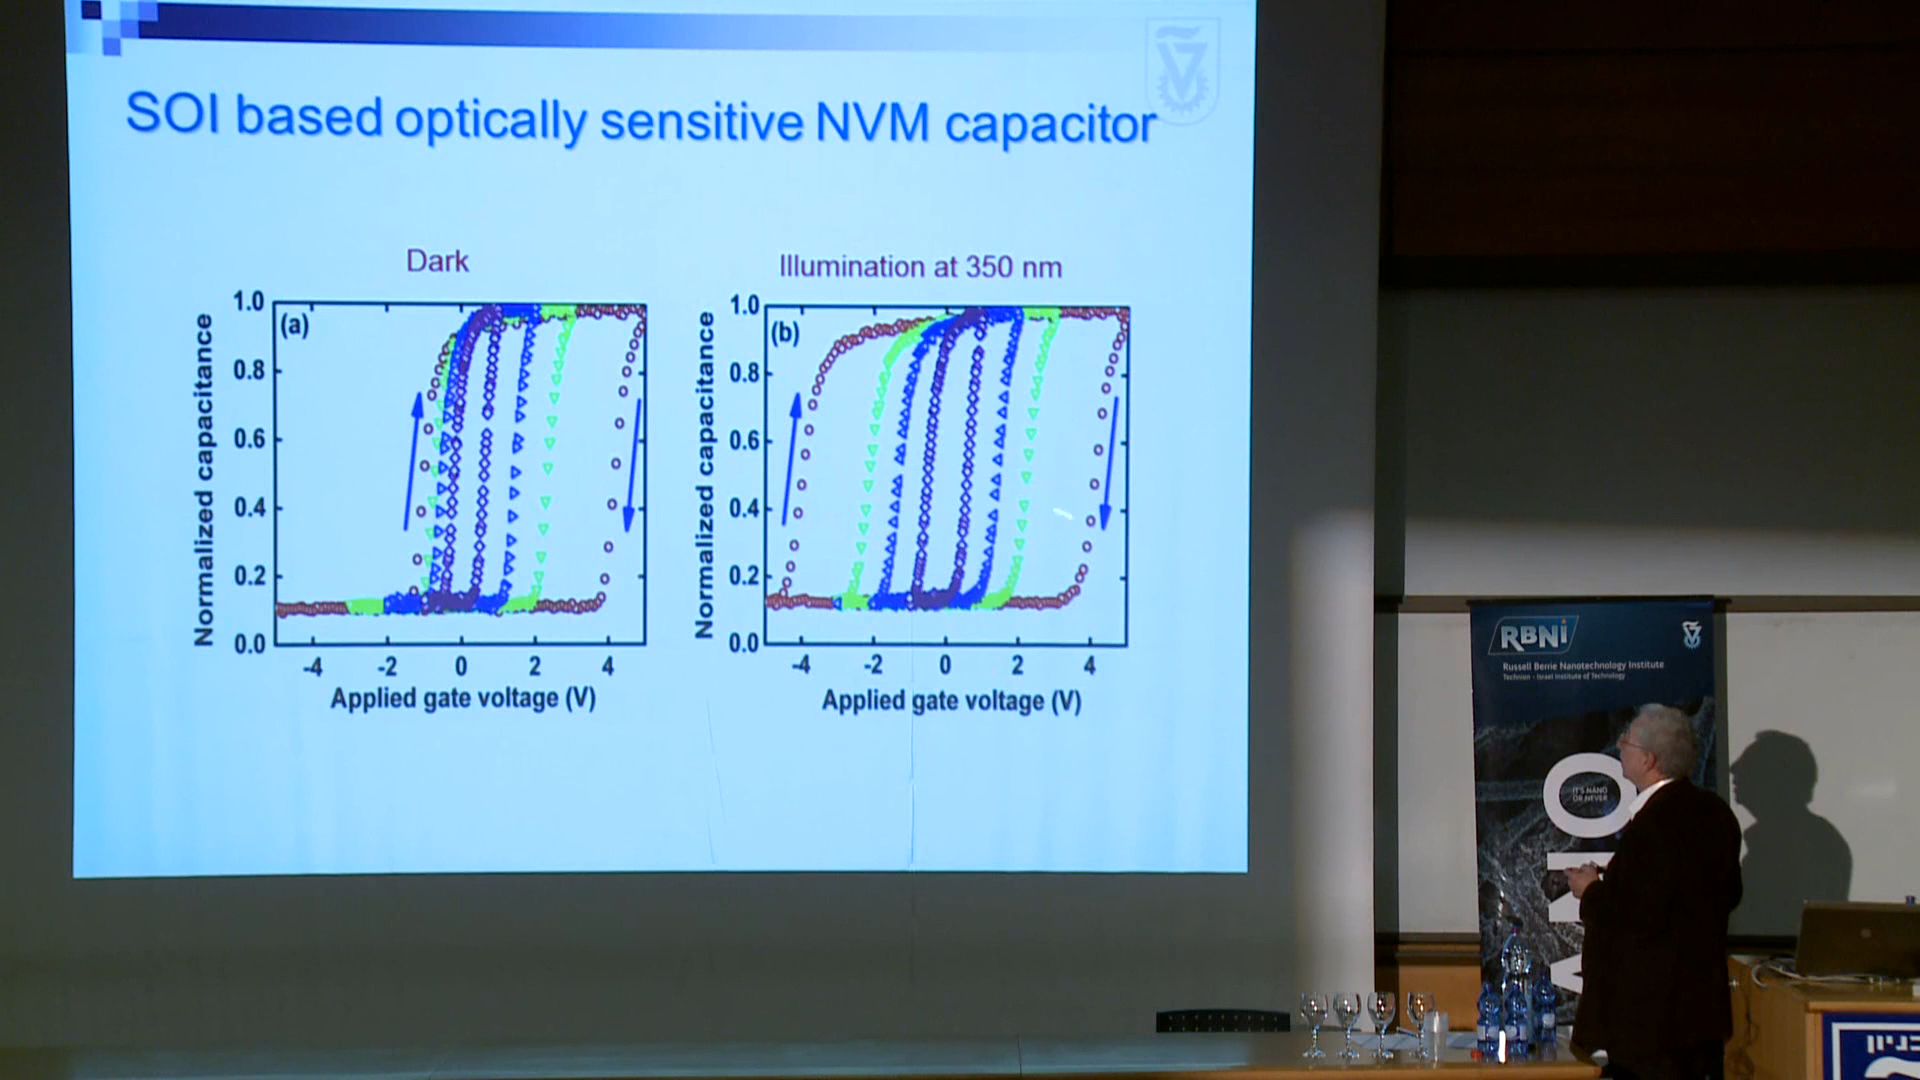 SOI based optically sensitive NVM capacitor
Dark
Illumination at 350 nm
(a)
1.0
0.8
0.6
0.4
0.2
0.0
-4 -2 0 2 4
Normalized capacitance
Applied gate voltage (V)
(b)
1.0
0.8
0.6
0.4
0.2
0.0
-4 -2 0 2 4
Normalized capacitance
Applied gate voltage (V)
RBNi
Russell Berrie Nanotechnology Institute
Technion - Israel Institute of Technology
IT'S NANO
OR NEVER